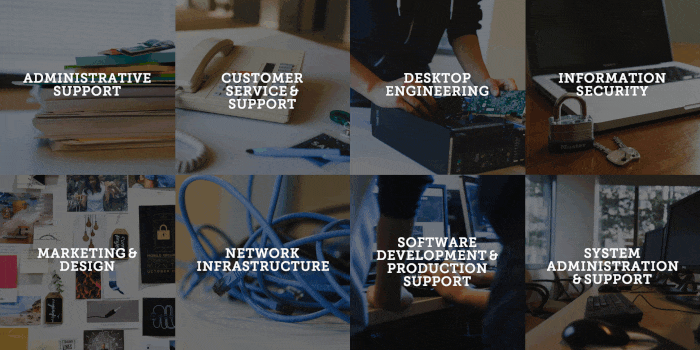 ADMINISTRATIVE
SUPPORT
CUSTOMER
SERVICE &
SUPPORT
DESKTOP
ENGINEERING
INFORMATION
SECURITY
MARKETING &
DESIGN
NETWORK
INFRASTRUCTURE
SOFTWARE
DEVELOPMENT &
PRODUCTION
SUPPORT
SYSTEM
ADMINISTRATION
& SUPPORT